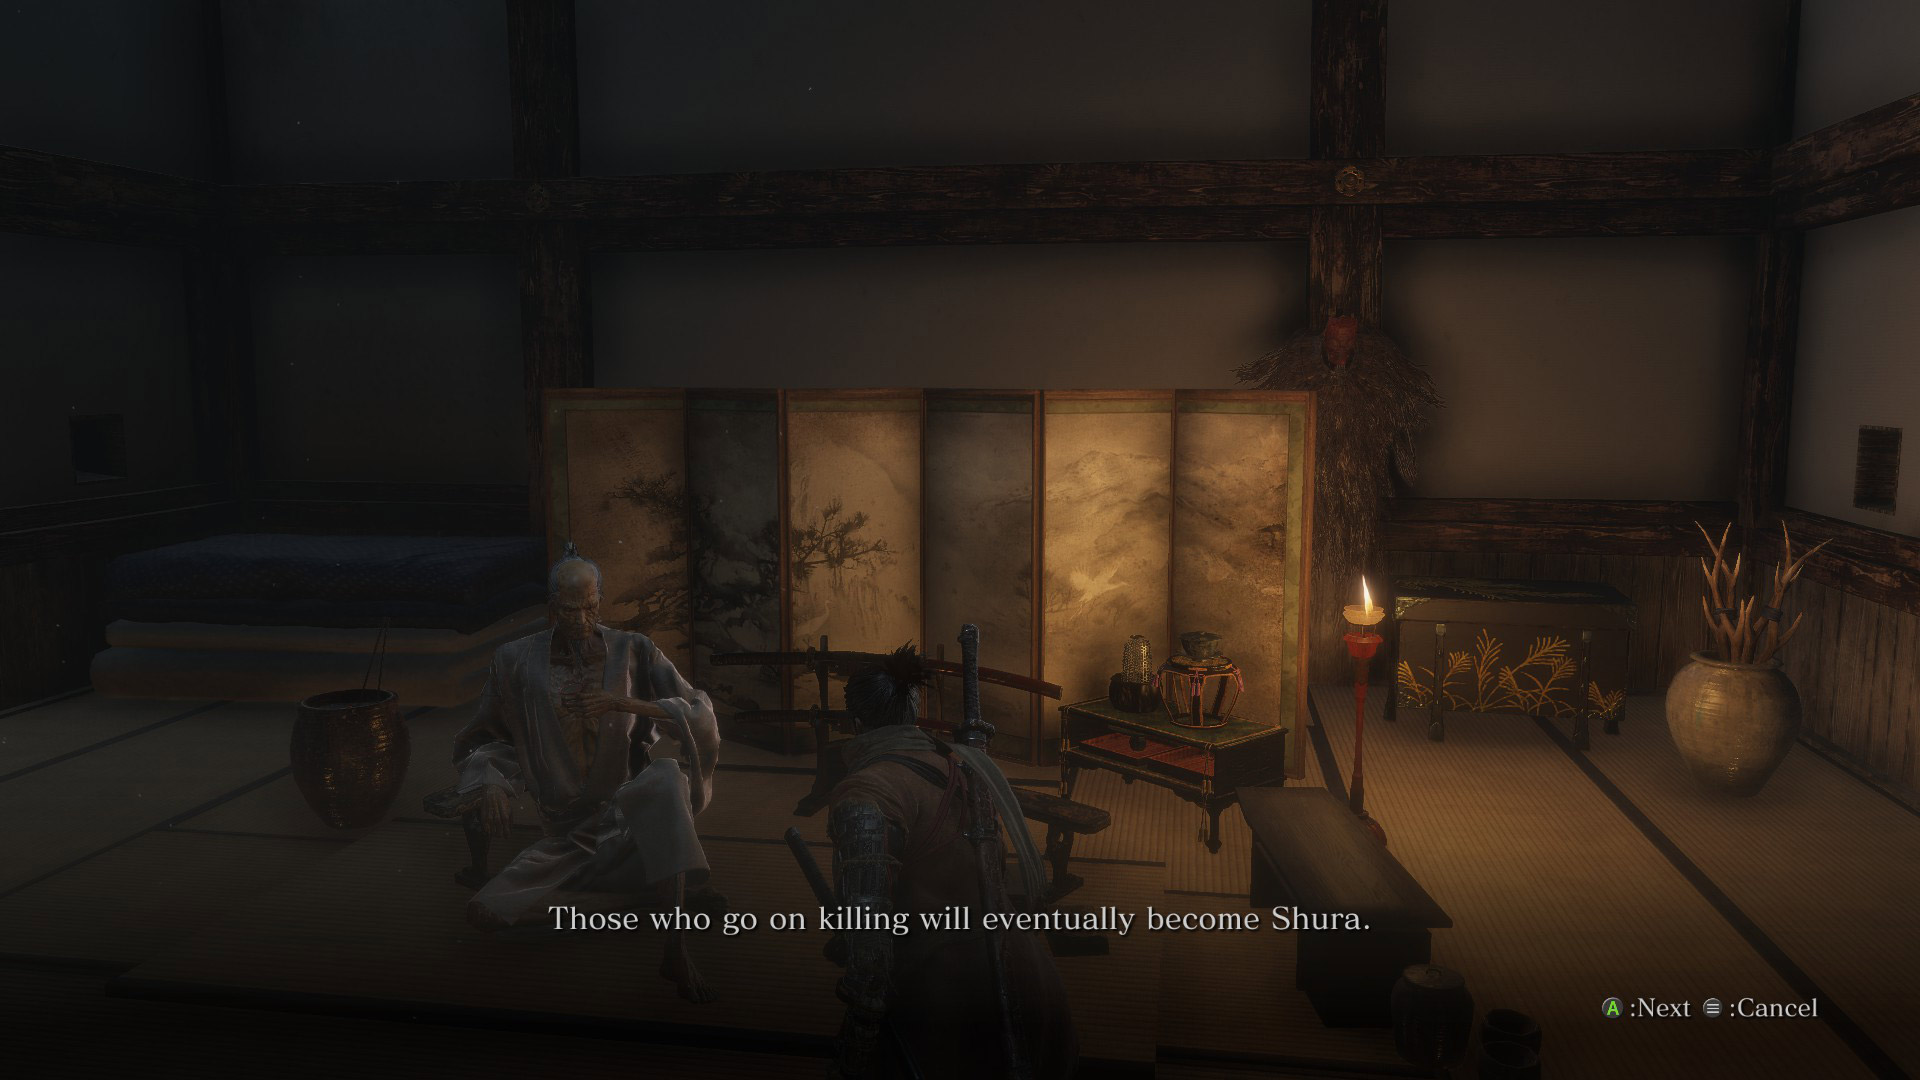 Those who go on killing will eventually become Shura.
A :Next ≡ :Cancel